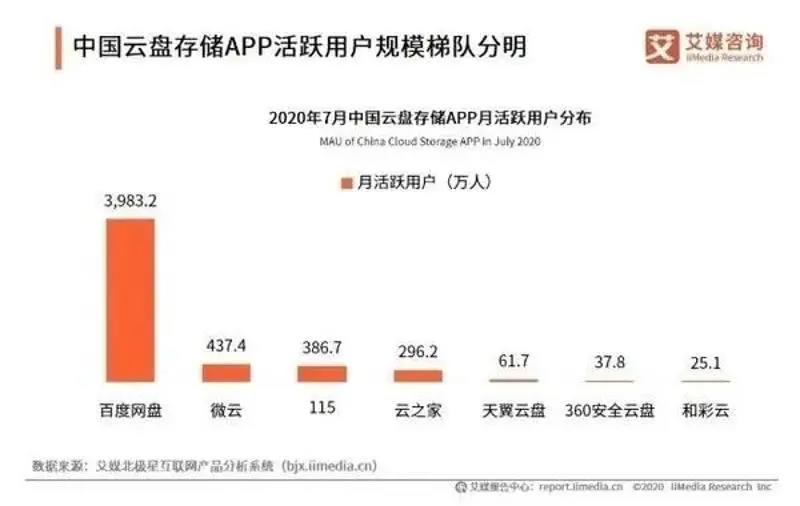 中国云盘存储APP活跃用户规模梯队分明
艾媒咨询
iiMedia Research
2020年7月中国云盘存储APP月活跃用户分布
MAU of China Cloud Storage APP in July 2020
月活跃用户（万人）
3,983.2
437.4
386.7
296.2
61.7
37.8
25.1
百度网盘
微云
115
云之家
天翼云盘
360安全云盘
和彩云
数据来源：艾媒北极星互联网产品分析系统（bjx.iimedia.cn）
艾媒报告中心：report.iimedia.cn ©2020 iiMedia Research Inc